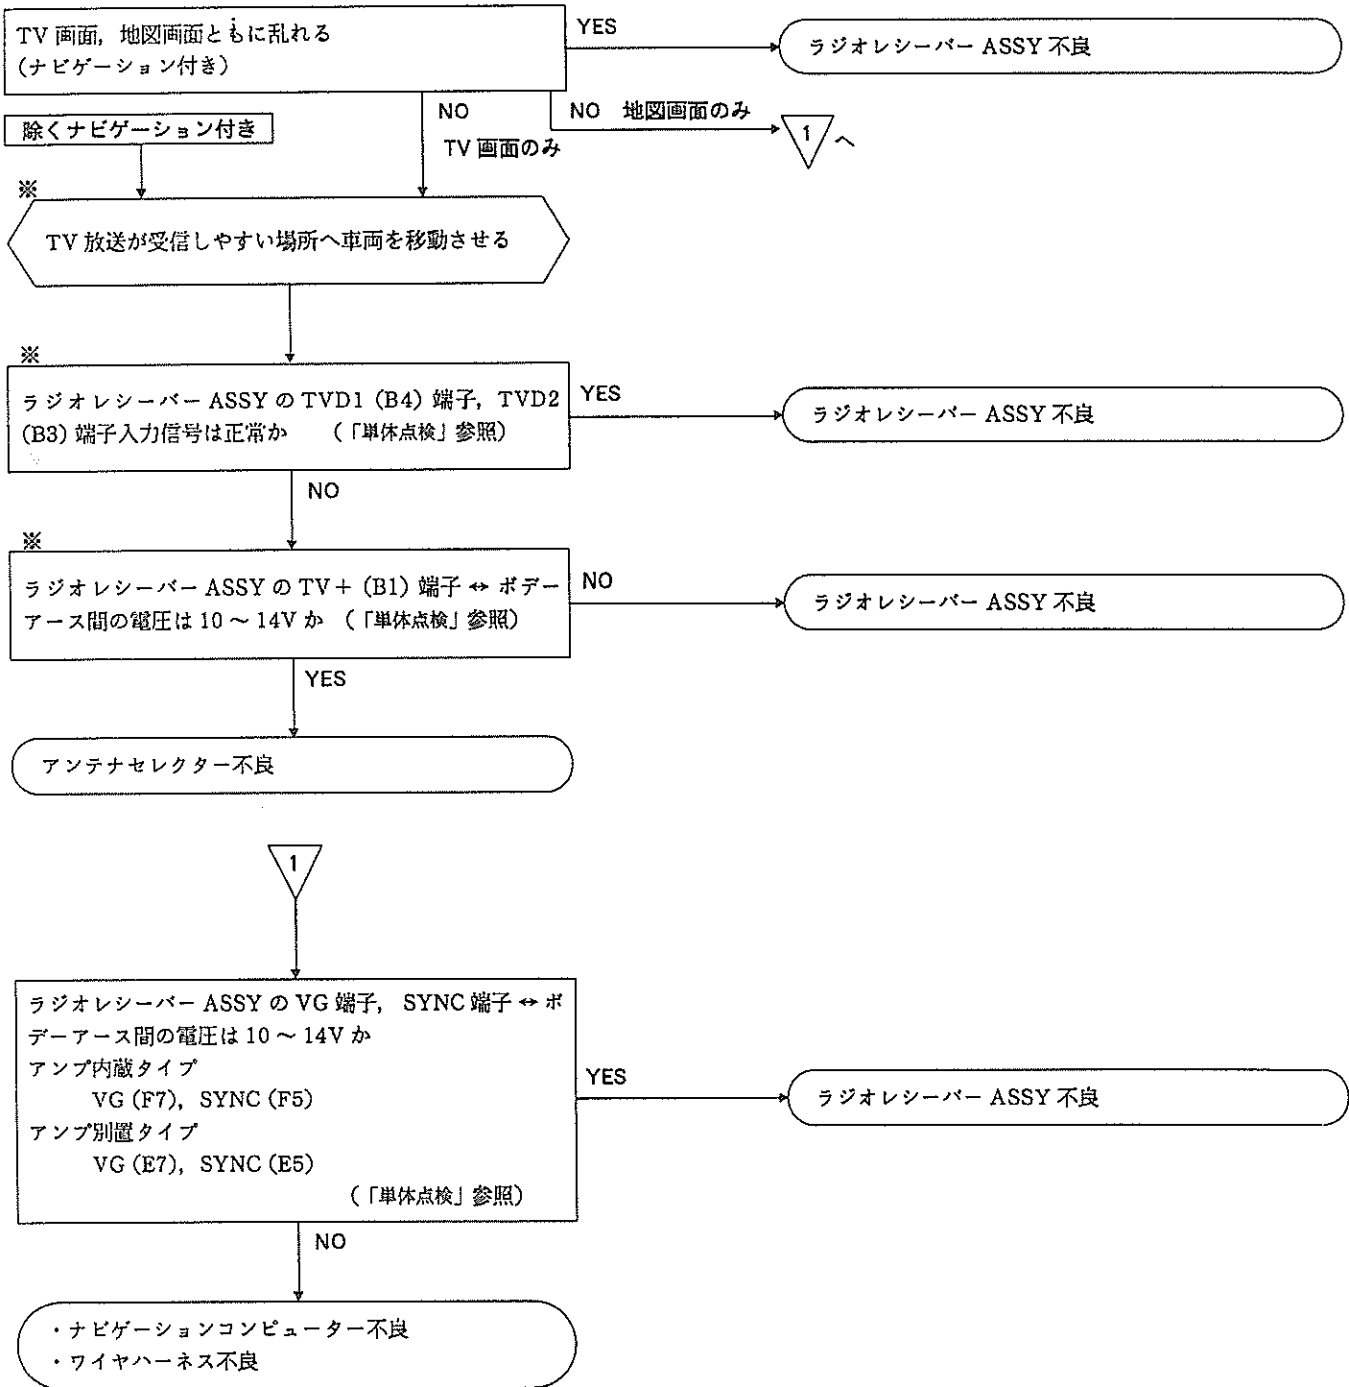 TV 画面，地図画面ともに乱れる
(ナビゲーション付き)
YES
ラジオレシーバー ASSY 不良
NO
TV 画面のみ
NO 地図画面のみ
1 へ
除くナビゲーション付き
※
TV 放送が受信しやすい場所へ車両を移動させる
※
ラジオレシーバー ASSY の TVD1 (B4) 端子，TVD2
(B3) 端子入力信号は正常か （「単体点検」参照）
YES
ラジオレシーバー ASSY 不良
NO
※
ラジオレシーバー ASSY の TV＋ (B1) 端子 ↔ ボデー
アース間の電圧は 10 ～ 14V か （「単体点検」参照）
NO
ラジオレシーバー ASSY 不良
YES
アンテナセレクター不良
1
ラジオレシーバー ASSY の VG 端子， SYNC 端子 ↔ ボ
デーアース間の電圧は 10 ～ 14V か
アンプ内蔵タイプ
VG (F7)，SYNC (F5)
アンプ別置タイプ
VG (E7)，SYNC (E5)
（「単体点検」参照）
YES
ラジオレシーバー ASSY 不良
NO
・ナビゲーションコンピューター不良
・ワイヤハーネス不良